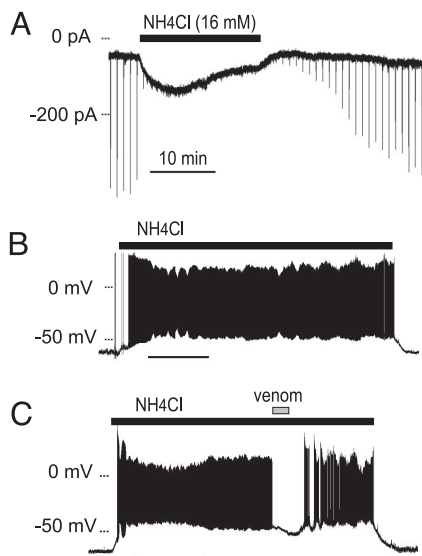 A
0 pA
NH4Cl (16 mM)
-200 pA
10 min
B
NH4Cl
0 mV
-50 mV
C
venom
NH4Cl
0 mV
-50 mV